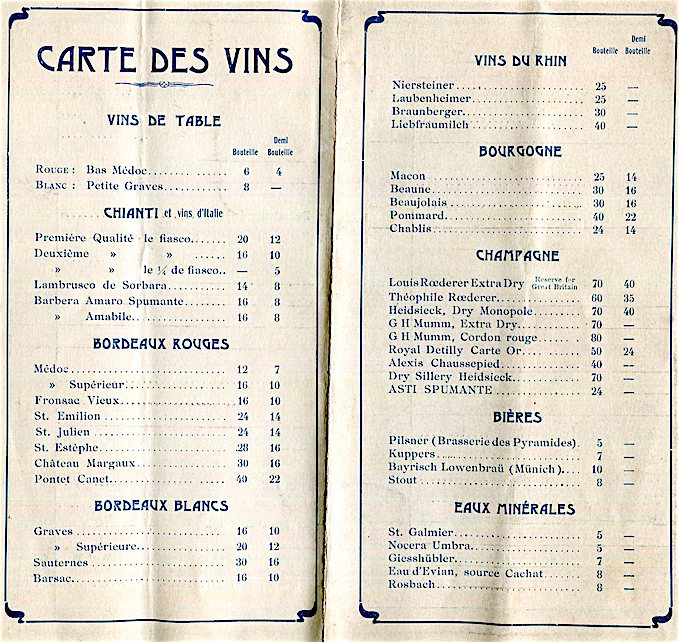 CARTE DES VINS
VINS DE TABLE
Bouteille Demi Bouteille
ROUGE : Bas Médoc 6 4
BLANC : Petite Graves 8 —
CHIANTI et vins d'Italie
Première Qualité le fiasco 20 12
Deuxième » » 16 10
» » le ¼ de fiasco — 5
Lambrusco de Sorbara 14 8
Barbera Amaro Spumante 16 8
» Amabile 16 8
BORDEAUX ROUGES
Médoc 12 7
» Supérieur 16 10
Fronsac Vieux 16 10
St. Emilion 24 14
St. Julien 24 14
St. Estèphe 28 16
Château Margaux 30 16
Pontet Canet 40 22
BORDEAUX BLANCS
Graves 16 10
» Supérieure 20 12
Sauternes 30 16
Barsac 16 10
Bouteille Demi Bouteille
VINS DU RHIN
Niersteiner 25 —
Laubenheimer 25 —
Braunberger 30 —
Liebfraumilch 40 —
BOURGOGNE
Macon 25 14
Beaune 30 16
Beaujolais 30 16
Pommard 40 22
Chablis 24 14
CHAMPAGNE
Louis Rœderer Extra Dry Reserve for Great Britain 70 40
Théophile Rœderer 60 35
Heidsieck, Dry Monopole 70 40
G H Mumm, Extra Dry 70 —
G H Mumm, Cordon rouge 80 —
Royal Detilly Carte Or 50 24
Alexis Chaussepied 40 —
Dry Sillery Heidsieck 70 —
ASTI SPUMANTE 24 —
BIÈRES
Pilsner (Brasserie des Pyramides) 5 —
Kuppers 7 —
Bayrisch Lowenbraü (Münich) 10 —
Stout 8 —
EAUX MINÉRALES
St. Galmier 5 —
Nocera Umbra 5 —
Giesshübler 7 —
Eau d'Evian, source Cachat 8 —
Rosbach 8 —